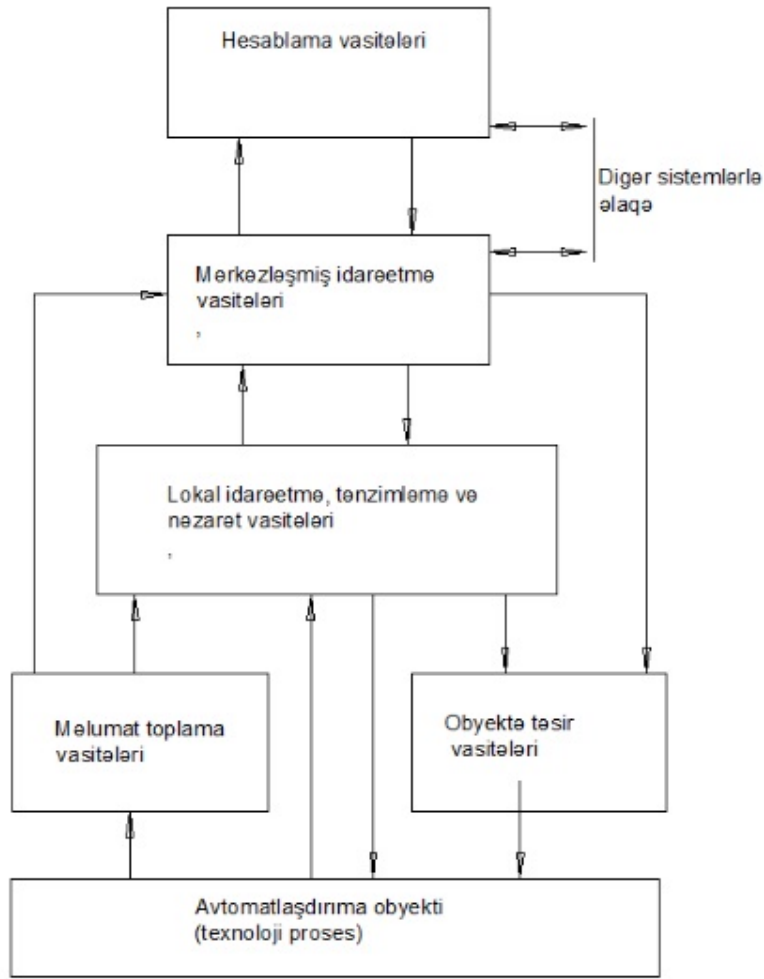 Hesablama vasitələri
Digər sistemlərlə
əlaqə
Mərkəzləşmiş idarəetmə
vasitələri
,
Lokal idarəetmə, tənzimləmə və
nəzarət vasitələri
,
Məlumat toplama
vasitələri
Obyektə təsir
vasitələri
Avtomatlaşdırıma obyekti
(texnoloji proses)